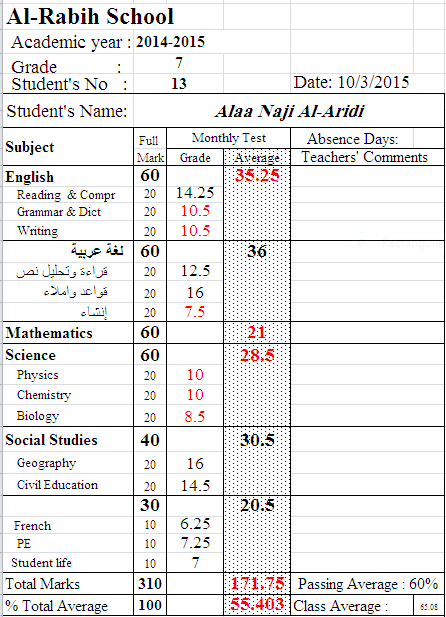 Al-Rabih School
Academic year : 2014-2015
Grade : 7
Student's No : 13 Date: 10/3/2015
Student's Name: Alaa Naji Al-Aridi
Subject Full Mark Monthly Test Absence Days:
Grade Average Teachers' Comments
English 60 35.25
Reading & Compr 20 14.25
Grammar & Dict 20 10.5
Writing 20 10.5
لغة عربية 60 36
قراءة وتحليل نص 20 12.5
قواعد واملاء 20 16
إنشاء 20 7.5
Mathematics 60 21
Science 60 28.5
Physics 20 10
Chemistry 20 10
Biology 20 8.5
Social Studies 40 30.5
Geography 20 16
Civil Education 20 14.5
30 20.5
French 10 6.25
PE 10 7.25
Student life 10 7
Total Marks 310 171.75 Passing Average : 60%
% Total Average 100 55.403 Class Average : 65.08